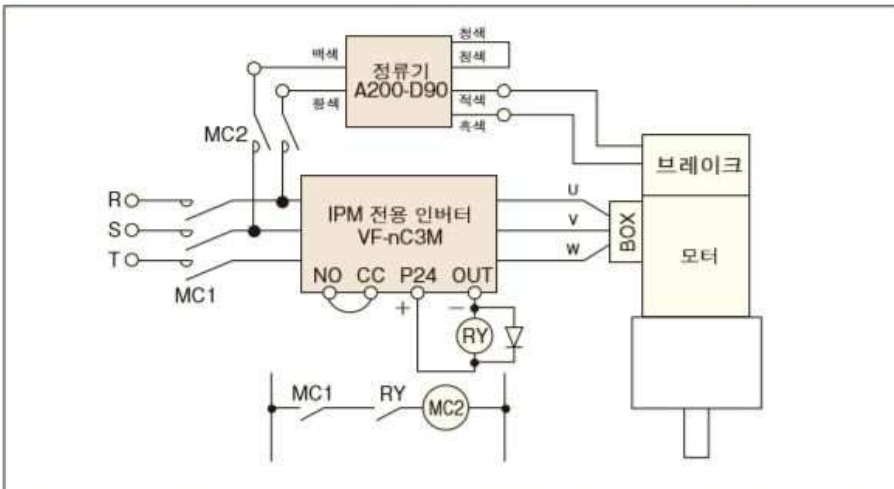 청색
백색
정류기
A200-D90
청색
황색
적색
흑색
MC2
브레이크
R
S
T
IPM 전용 인버터
VF-nC3M
U
V
W
BOX
모터
MC1
NO CC P24 OUT
+ −
RY
MC1 RY MC2